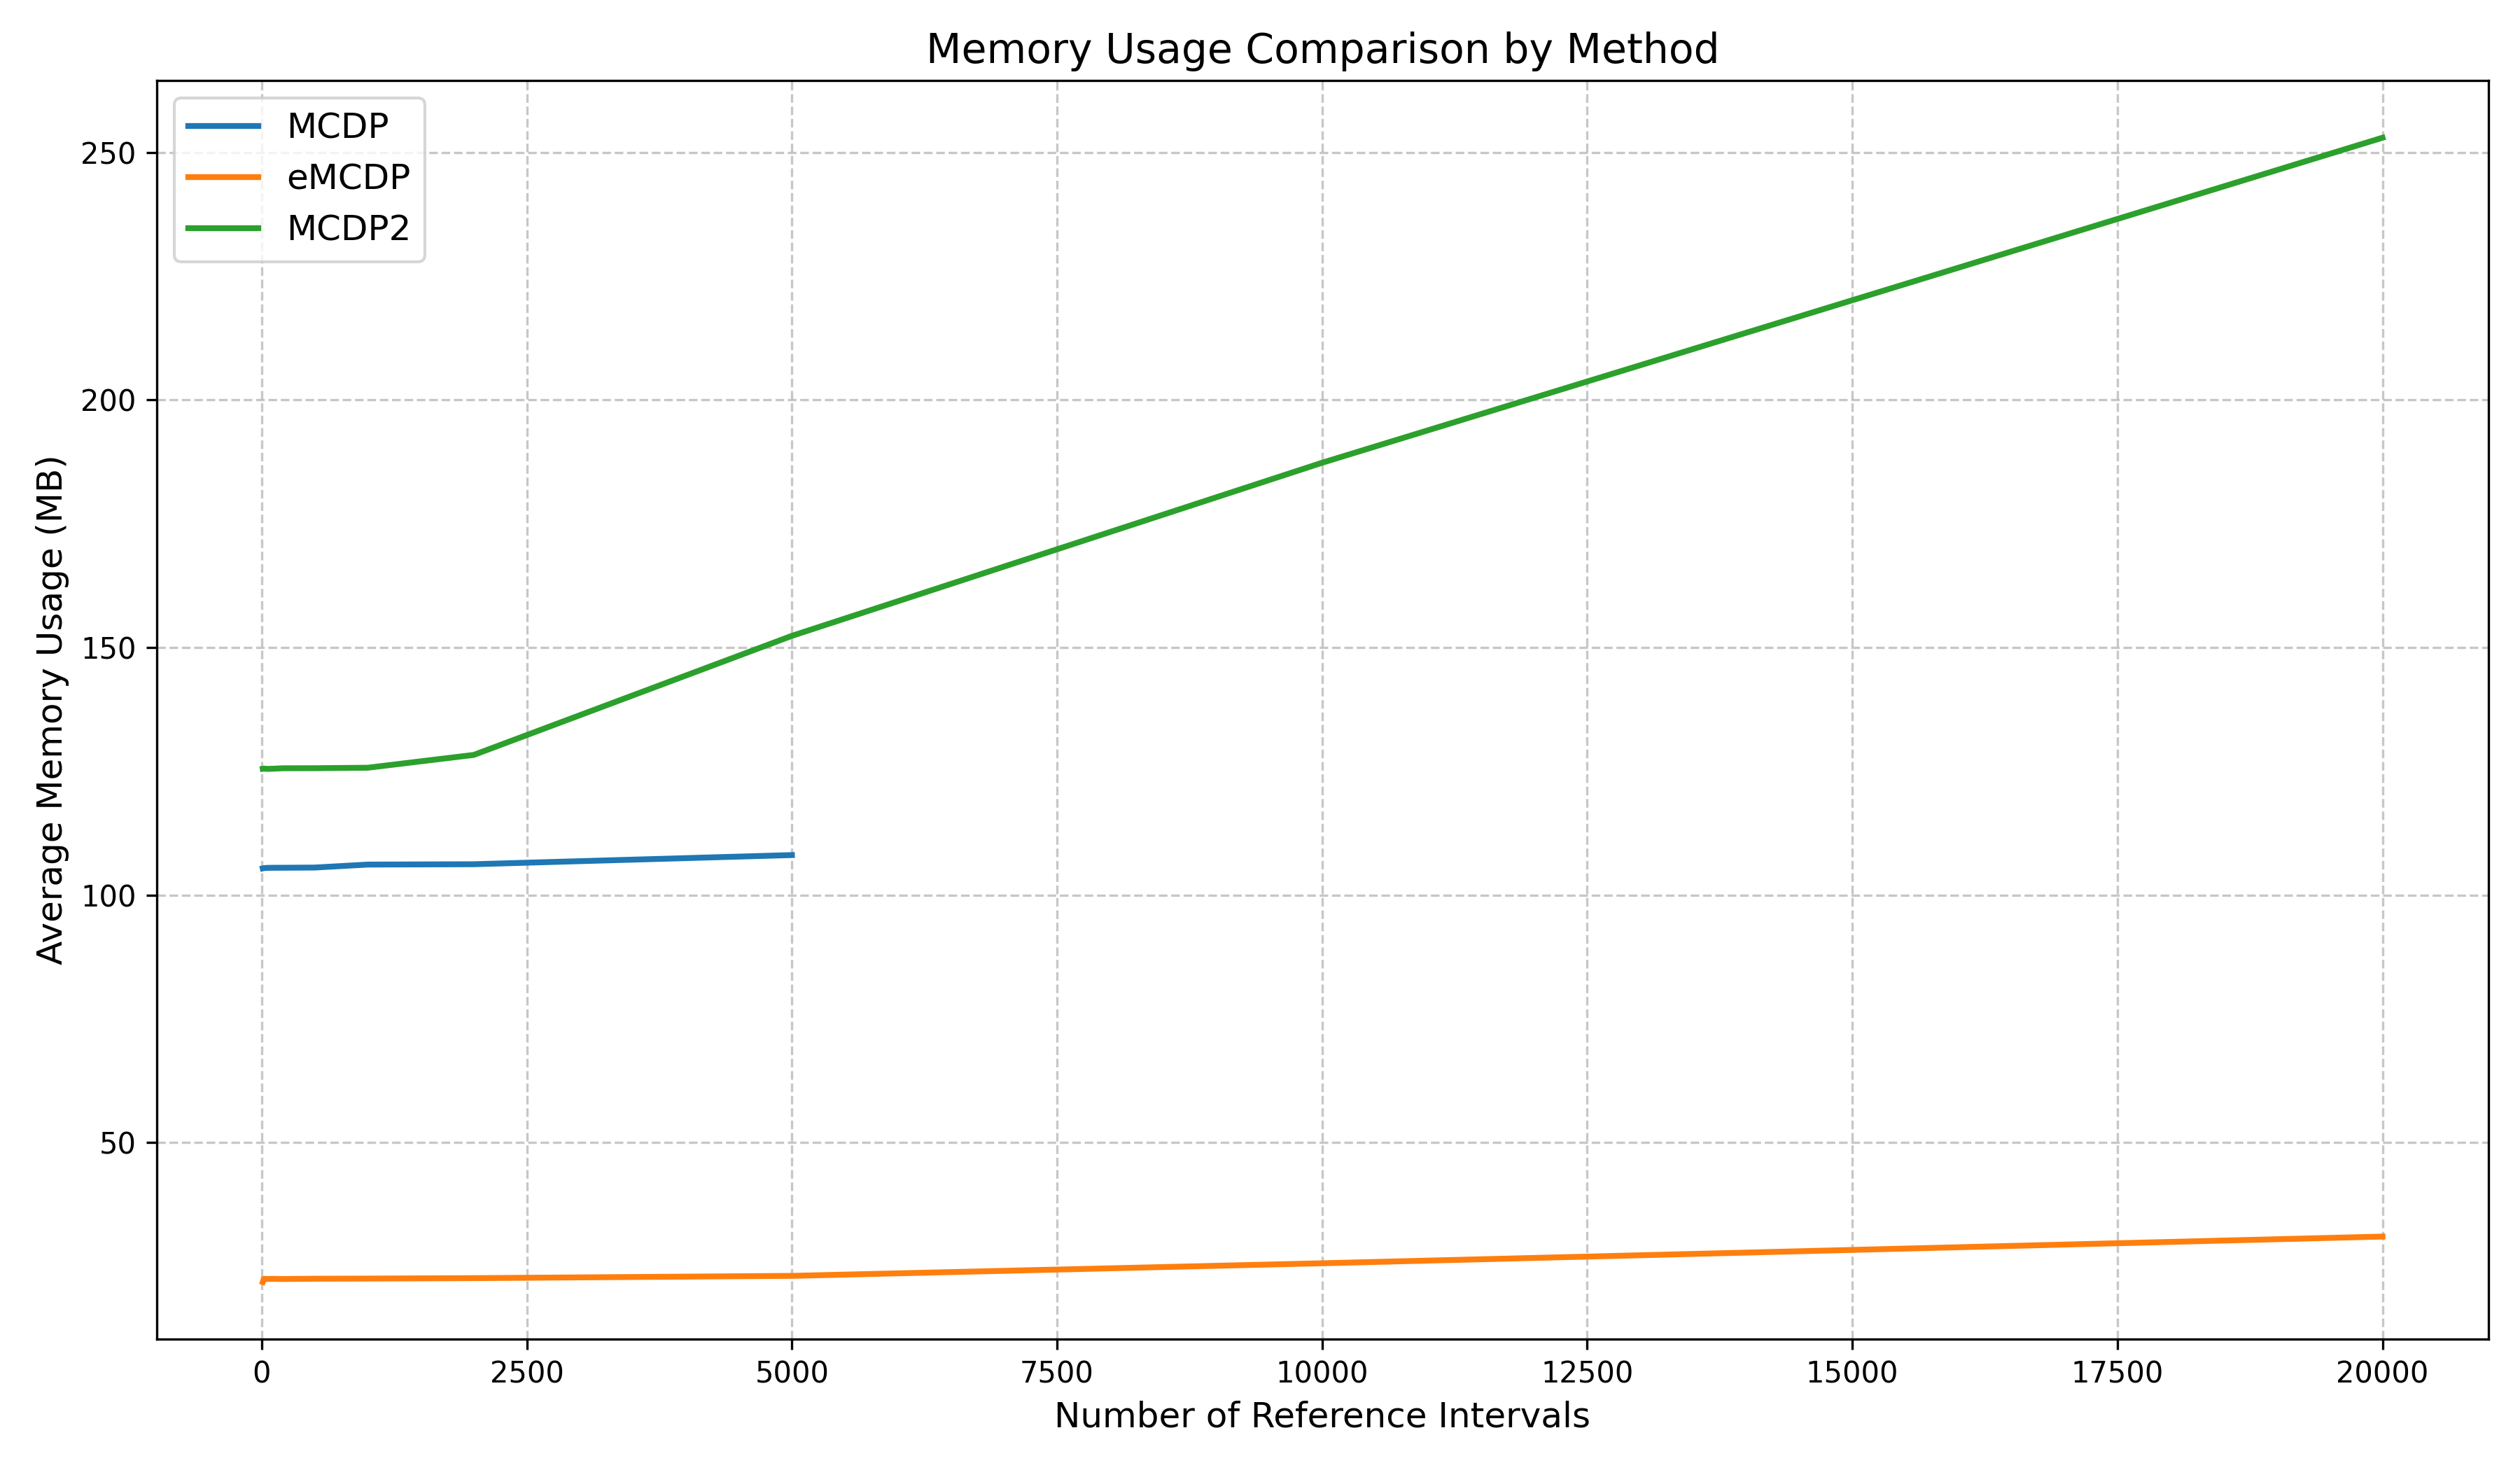 Memory Usage Comparison by Method
MCDP
eMCDP
MCDP2
Average Memory Usage (MB)
250
200
150
100
50
0 2500 5000 7500 10000 12500 15000 17500 20000
Number of Reference Intervals